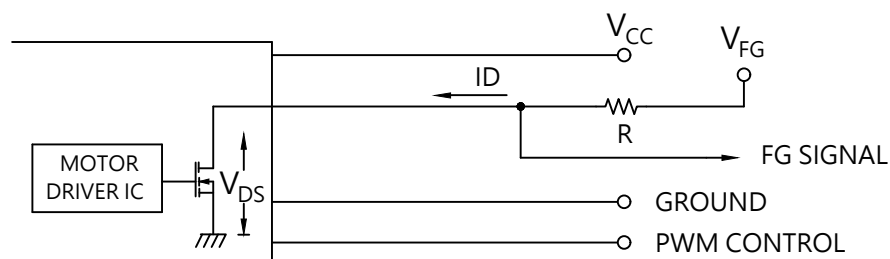 V_CC
V_FG
ID
R
FG SIGNAL
MOTOR
DRIVER IC
V_DS
GROUND
PWM CONTROL